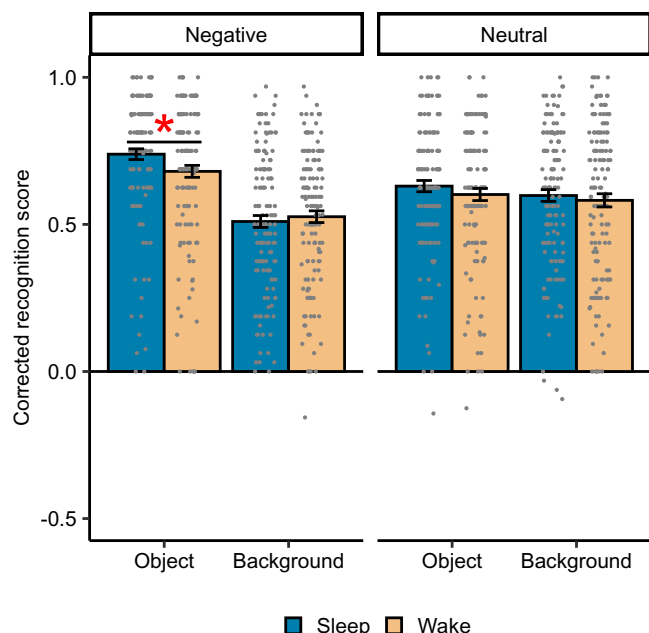 Negative
Neutral
Corrected recognition score
1.0
*
0.5
0.0
-0.5
Object
Background
Object
Background
Sleep
Wake